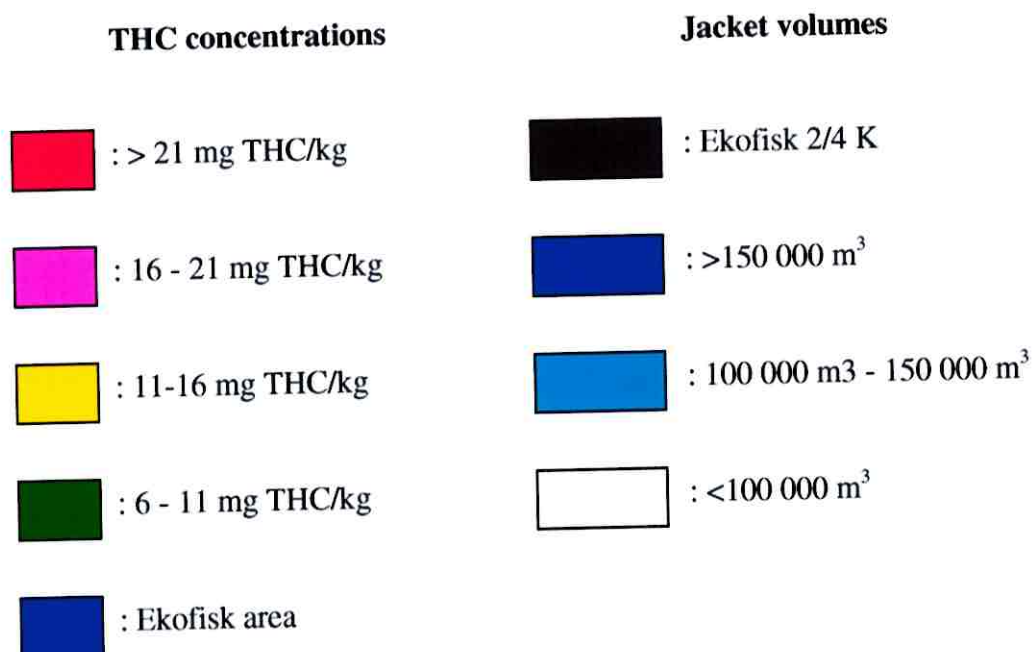 THC concentrations
: > 21 mg THC/kg
: 16 - 21 mg THC/kg
: 11-16 mg THC/kg
: 6 - 11 mg THC/kg
: Ekofisk area
Jacket volumes
: Ekofisk 2/4 K
: >150 000 m³
: 100 000 m3 - 150 000 m³
: <100 000 m³